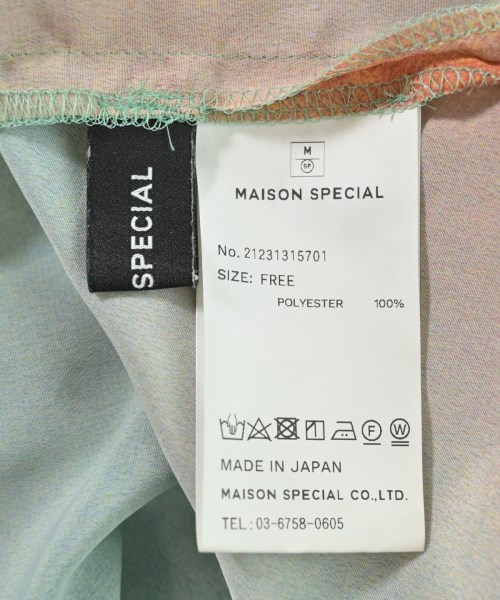 SPECIAL
M
SP
MAISON SPECIAL
No. 21231315701
SIZE: FREE
POLYESTER 100%
F
W
MADE IN JAPAN
MAISON SPECIAL CO.,LTD.
TEL:03-6758-0605